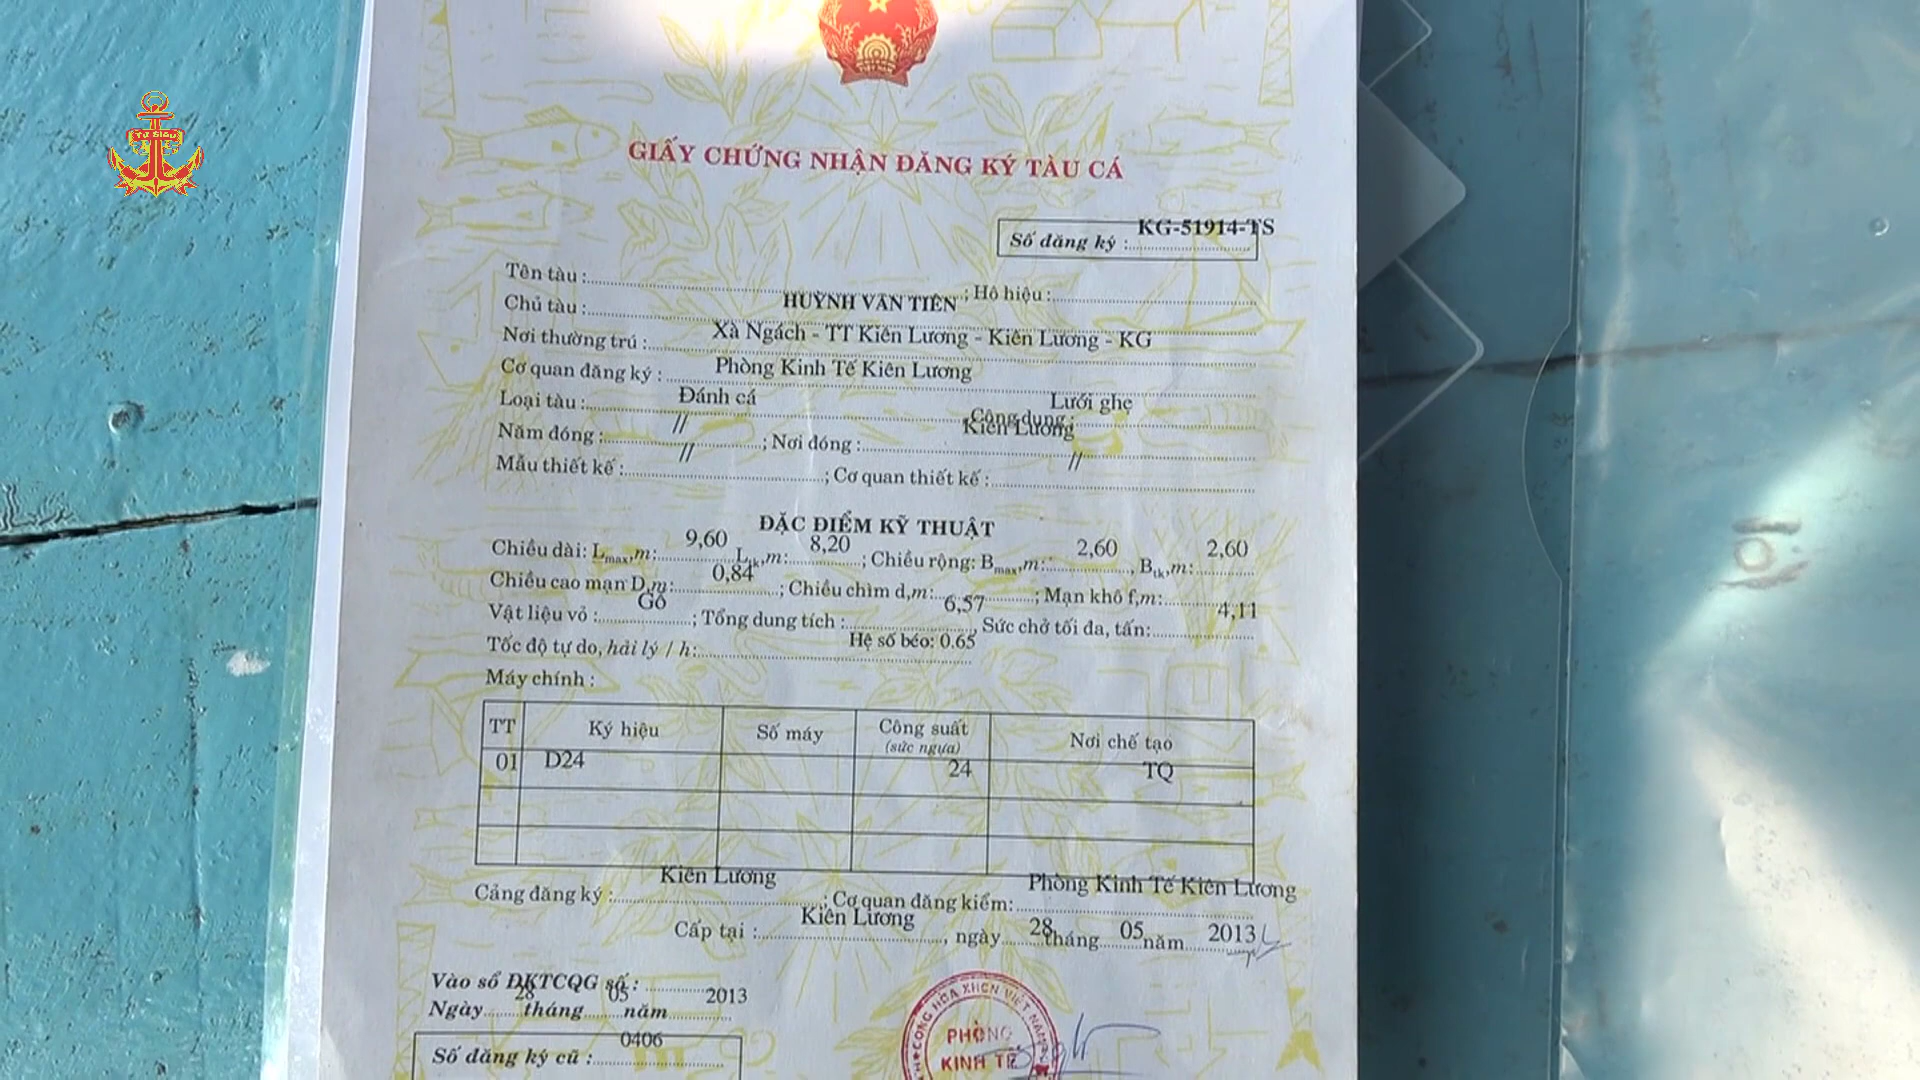 Tư Siêu
GIẤY CHỨNG NHẬN ĐĂNG KÝ TÀU CÁ
Số đăng ký : KG-51914-TS
Tên tàu : ; Hô hiệu :
Chủ tàu : HUỲNH VĂN TIÊN
Nơi thường trú : Xà Ngách - TT Kiên Lương - Kiên Lương - KG
Cơ quan đăng ký : Phòng Kinh Tế Kiên Lương
Loại tàu : Đánh cá Công dụng : Lưới ghẹ
Năm đóng : // ; Nơi đóng : Kiên Lương
Mẫu thiết kế : // ; Cơ quan thiết kế : //
ĐẶC ĐIỂM KỸ THUẬT
Chiều dài: Lmax,m: 9,60 Ltk,m: 8,20 ; Chiều rộng: Bmax,m: 2,60 , Btk,m: 2,60
Chiều cao mạn D,m: 0,84 ; Chiều chìm d,m: ; Mạn khô f,m:
Vật liệu vỏ : Gỗ ; Tổng dung tích : 6,57 , Sức chở tối đa, tấn: 4,11
Tốc độ tự do, hải lý / h: Hệ số béo: 0.65
Máy chính :
TT Ký hiệu Số máy Công suất (sức ngựa) Nơi chế tạo
01 D24 24 TQ
Cảng đăng ký : Kiên Lương ; Cơ quan đăng kiểm: Phòng Kinh Tế Kiên Lương
Cấp tại : Kiên Lương , ngày 28 tháng 05 năm 2013
Vào sổ ĐKTCQG số :
Ngày 28 tháng 05 năm 2013
Số đăng ký cũ : 0406
CỘNG HÒA XHCN VIỆT NAM
PHÒNG
KINH TẾ